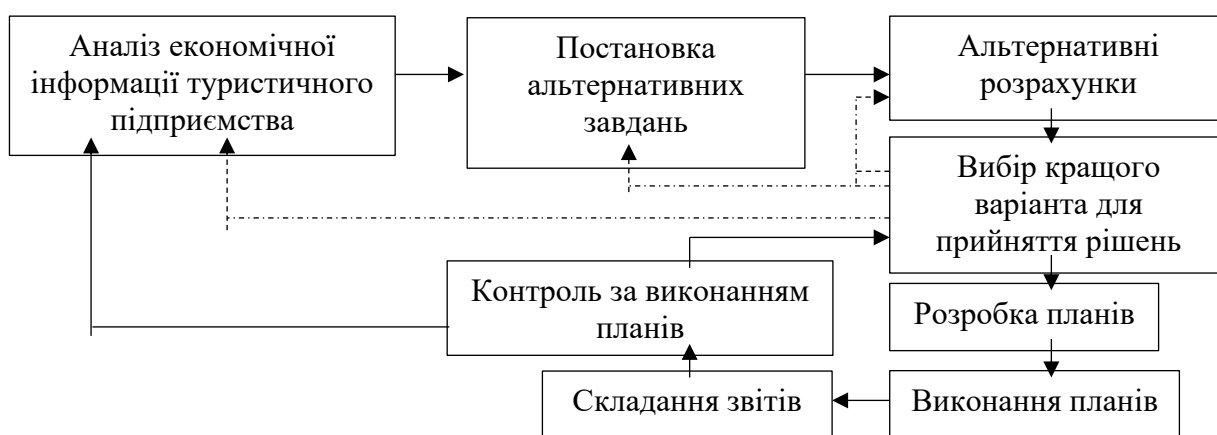 Аналіз економічної
інформації туристичного
підприємства
Постановка
альтернативних
завдань
Альтернативні
розрахунки
Вибір кращого
варіанта для
прийняття рішень
Контроль за виконанням
планів
Розробка планів
Складання звітів
Виконання планів